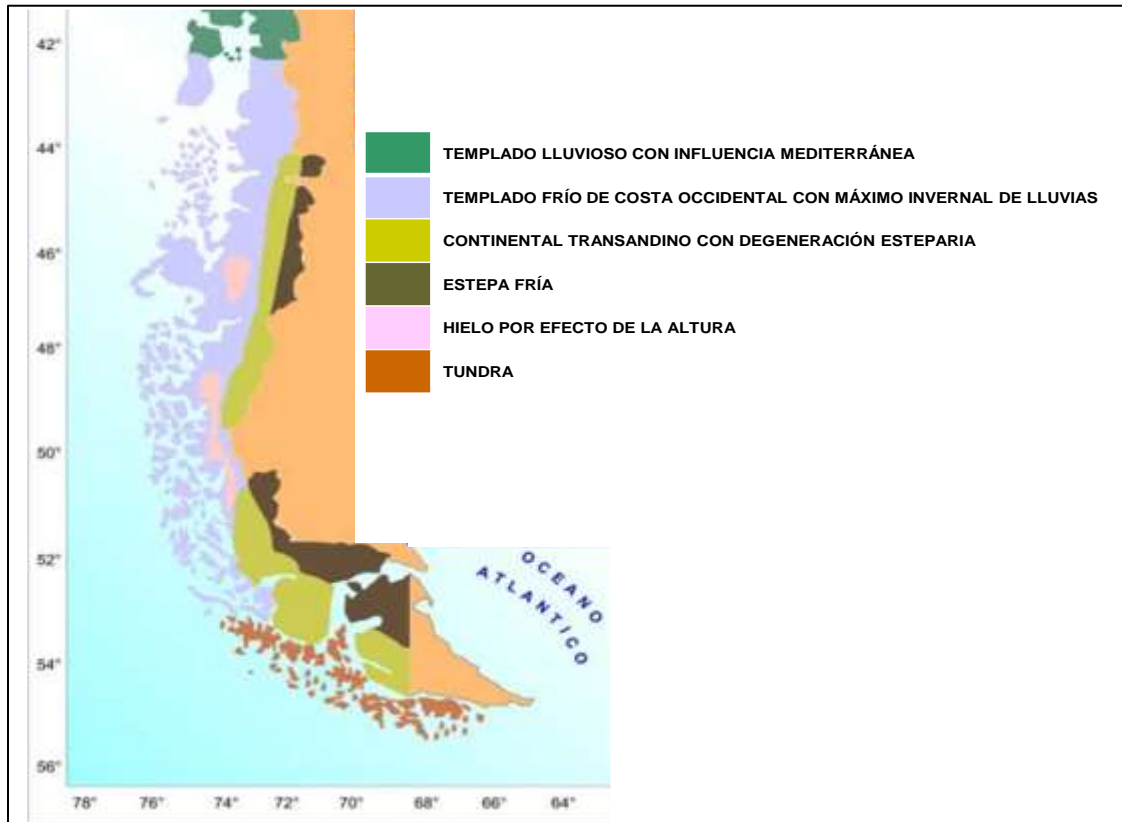 42°
44°
46°
48°
50°
52°
54°
56°
TEMPLADO LLUVIOSO CON INFLUENCIA MEDITERRÁNEA
TEMPLADO FRÍO DE COSTA OCCIDENTAL CON MÁXIMO INVERNAL DE LLUVIAS
CONTINENTAL TRANSANDINO CON DEGENERACIÓN ESTEPARIA
ESTEPA FRÍA
HIELO POR EFECTO DE LA ALTURA
TUNDRA
OCEANO
ATLANTÍCO
78° 76° 74° 72° 70° 68° 66° 64°